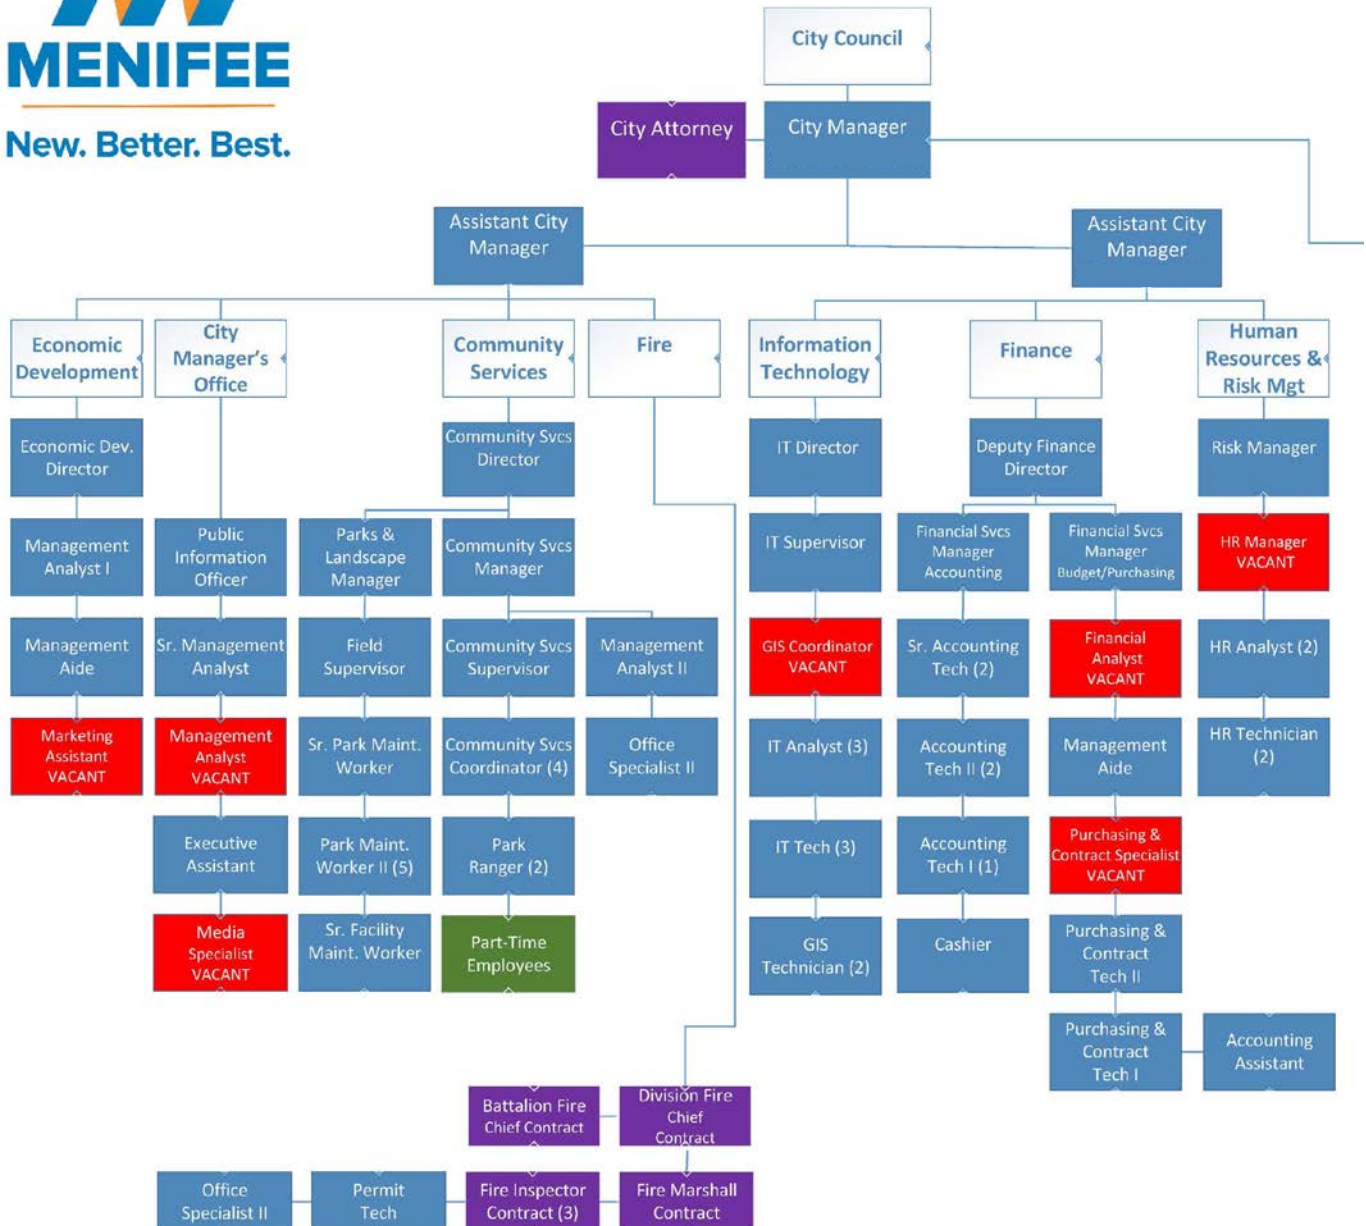 MENIFEE
New. Better. Best.
City Council
City Attorney
City Manager
Assistant City
Manager
Assistant City
Manager
Economic
Development
City
Manager's
Office
Community
Services
Fire
Information
Technology
Finance
Human
Resources &
Risk Mgt
Economic Dev.
Director
Community Svcs
Director
IT Director
Deputy Finance
Director
Risk Manager
Management
Analyst I
Public
Information
Officer
Parks &
Landscape
Manager
Community Svcs
Manager
IT Supervisor
Financial Svcs
Manager
Accounting
Financial Svcs
Manager
Budget/Purchasing
HR Manager
VACANT
Management
Aide
Sr. Management
Analyst
Field
Supervisor
Community Svcs
Supervisor
Management
Analyst II
GIS Coordinator
VACANT
Sr. Accounting
Tech (2)
Financial
Analyst
VACANT
HR Analyst (2)
Marketing
Assistant
VACANT
Management
Analyst
VACANT
Sr. Park Maint.
Worker
Community Svcs
Coordinator (4)
Office
Specialist II
IT Analyst (3)
Accounting
Tech II (2)
Management
Aide
HR Technician
(2)
Executive
Assistant
Park Maint.
Worker II (5)
Park
Ranger (2)
IT Tech (3)
Accounting
Tech I (1)
Purchasing &
Contract Specialist
VACANT
Media
Specialist
VACANT
Sr. Facility
Maint. Worker
Part-Time
Employees
GIS
Technician (2)
Cashier
Purchasing &
Contract
Tech II
Purchasing &
Contract
Tech I
Accounting
Assistant
Battalion Fire
Chief Contract
Division Fire
Chief
Contract
Office
Specialist II
Permit
Tech
Fire Inspector
Contract (3)
Fire Marshall
Contract